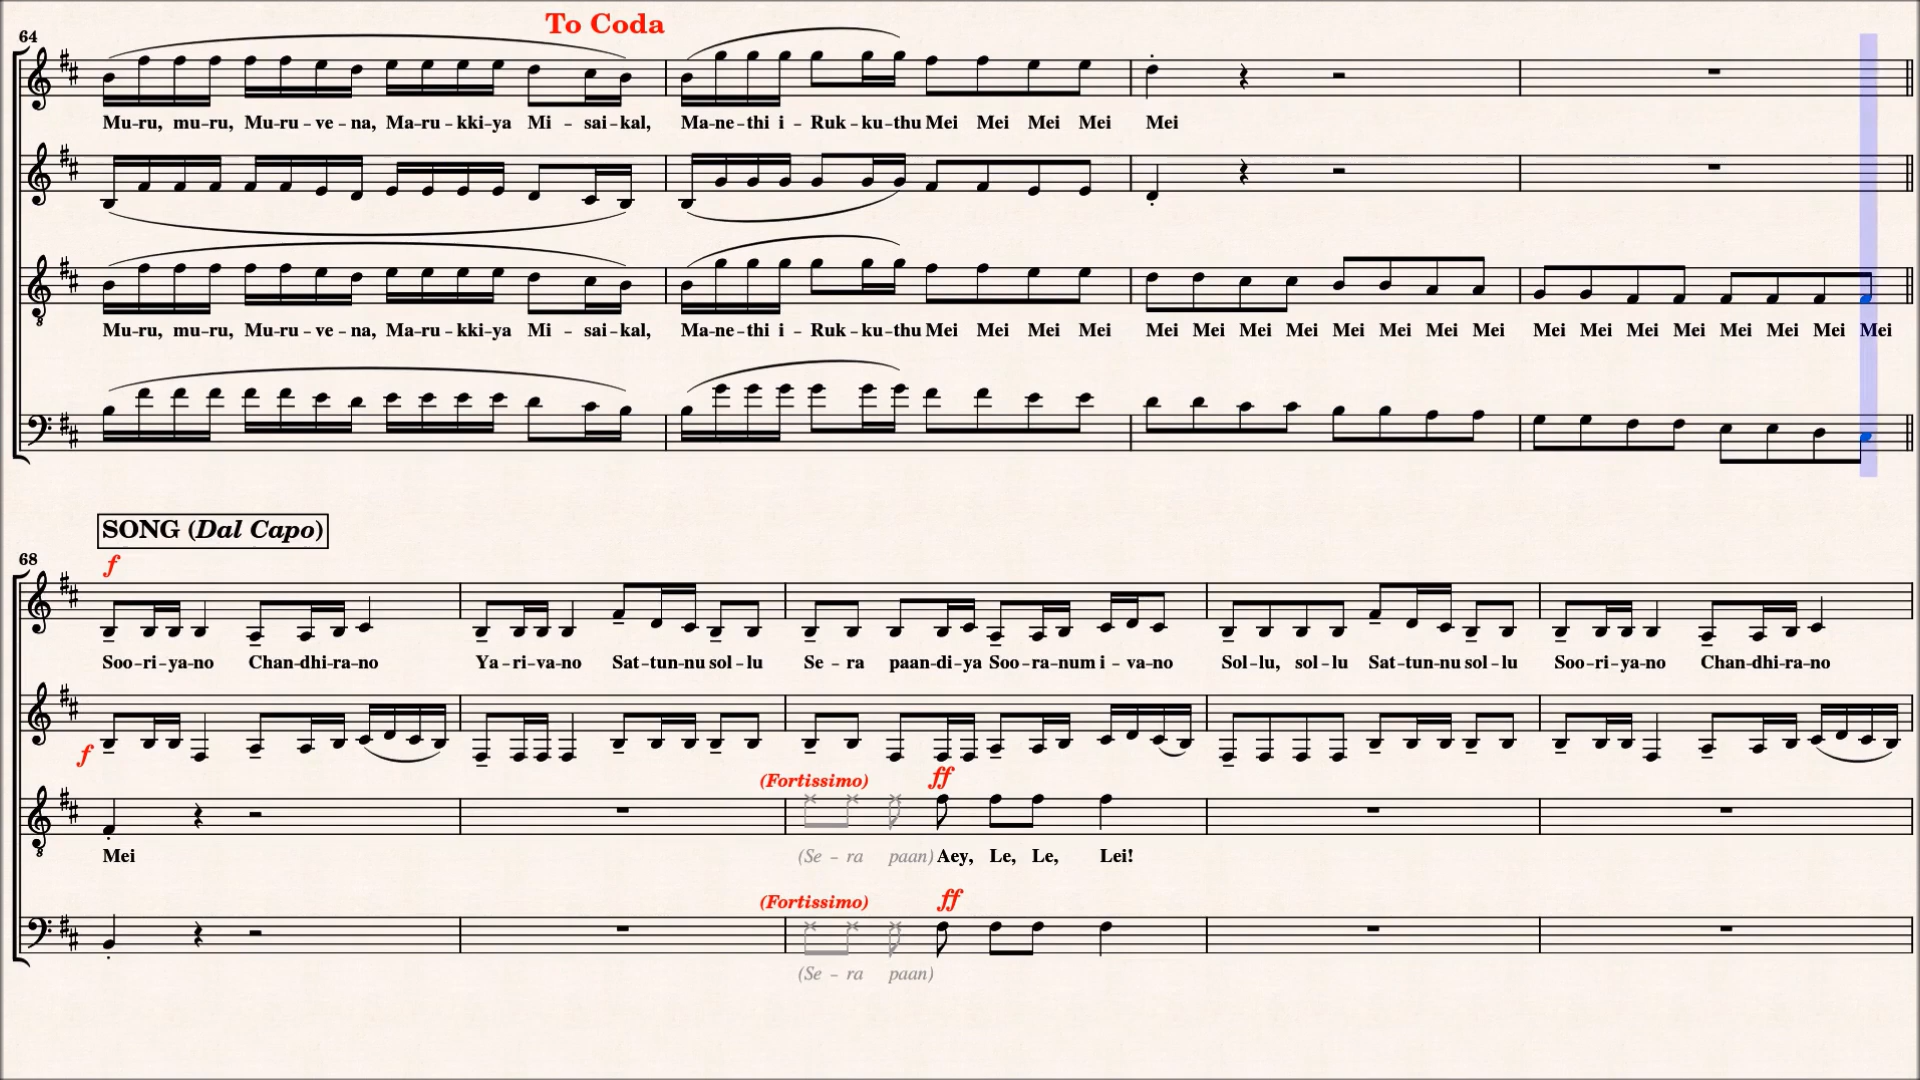 To Coda
64
Mu-ru, mu-ru, Mu-ru-ve-na, Ma-ru-kki-ya Mi-sai-kal, Ma-ne-thi i-Ruk-ku-thu Mei Mei Mei Mei Mei
Mu-ru, mu-ru, Mu-ru-ve-na, Ma-ru-kki-ya Mi-sai-kal, Ma-ne-thi i-Ruk-ku-thu Mei Mei Mei Mei Mei Mei Mei Mei Mei Mei Mei Mei Mei Mei Mei Mei Mei Mei Mei Mei
8
SONG (Dal Capo)
68
f
Soo-ri-ya-no Chan-dhi-ra-no Ya-ri-va-no Sat-tun-nu sol-lu Se-ra paan-di-ya Soo-ra-num i-va-no Sol-lu, sol-lu Sat-tun-nu sol-lu Soo-ri-ya-no Chan-dhi-ra-no
f
(Fortissimo) ff
Mei (Se-ra paan) Aey, Le, Le, Lei!
8
(Fortissimo) ff
(Se-ra paan)